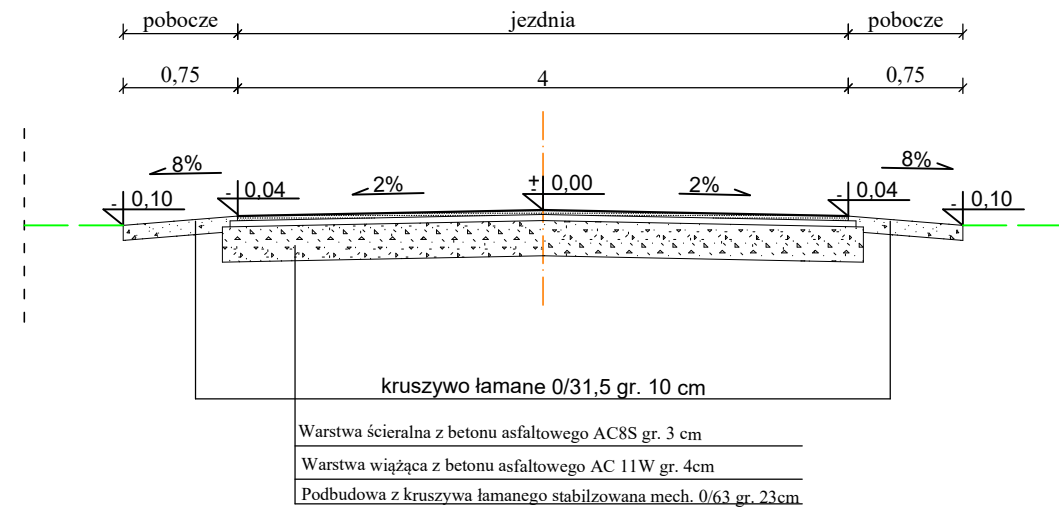 pobocze jezdnia pobocze
0,75 4 0,75
8% 8%
2% 2%
- 0,10 - 0,04 ± 0,00 - 0,04 - 0,10
kruszywo łamane 0/31,5 gr. 10 cm
Warstwa ścieralna z betonu asfaltowego AC8S gr. 3 cm
Warstwa wiążąca z betonu asfaltowego AC 11W gr. 4cm
Podbudowa z kruszywa łamanego stabilzowana mech. 0/63 gr. 23cm